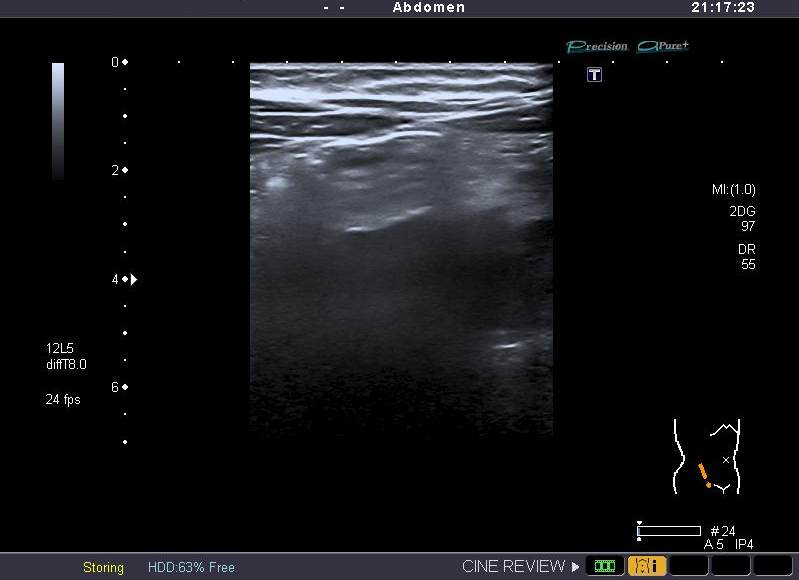 - - Abdomen 21:17:23
Precision APure+
T
0
2
4
6
MI:(1.0)
2DG
97
DR
55
12L5
diffT8.0
24 fps
#24
A 5 IP4
Storing HDD:63% Free CINE REVIEW
i